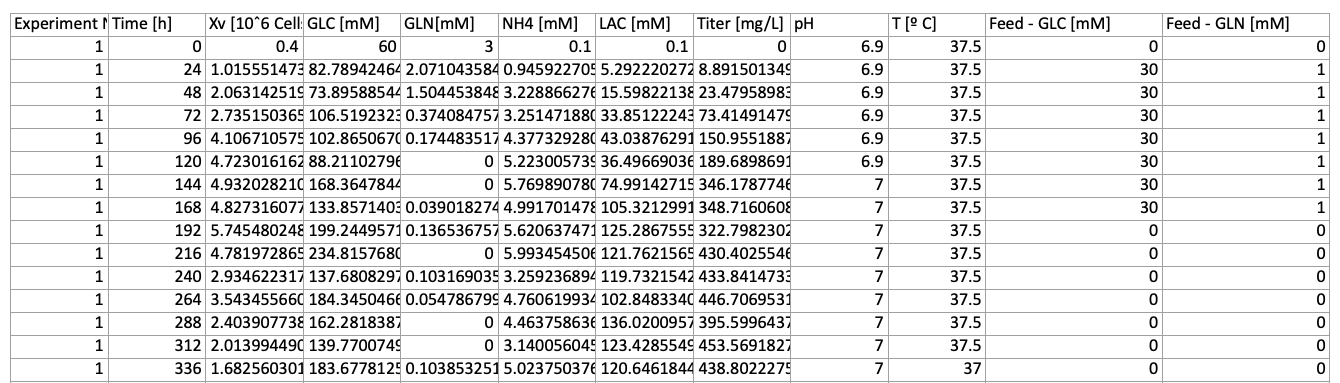 Experiment N Time [h] Xv [10^6 Cell: GLC [mM] GLN[mM] NH4 [mM] LAC [mM] Titer [mg/L] pH T [º C] Feed - GLC [mM] Feed - GLN [mM]
1 0 0.4 60 3 0.1 0.1 0 6.9 37.5 0 0
1 24 1.015551473 82.78942464 2.071043584 0.945922705 5.292220272 8.891501349 6.9 37.5 30 1
1 48 2.063142519 73.89588544 1.504453848 3.228866276 15.59822138 23.47958983 6.9 37.5 30 1
1 72 2.735150365 106.5192323 0.374084757 3.251471880 33.85122243 73.41491479 6.9 37.5 30 1
1 96 4.106710575 102.8650670 0.174483517 4.377329280 43.03876291 150.9551887 6.9 37.5 30 1
1 120 4.723016162 88.21102796 0 5.223005739 36.49669036 189.6898691 6.9 37.5 30 1
1 144 4.932028210 168.3647844 0 5.769890780 74.99142715 346.1787746 7 37.5 30 1
1 168 4.827316077 133.8571403 0.039018274 4.991701478 105.3212991 348.7160608 7 37.5 30 1
1 192 5.745480248 199.2449571 0.136536757 5.620637471 125.2867555 322.7982302 7 37.5 0 0
1 216 4.781972865 234.8157680 0 5.993454506 121.7621565 430.4025546 7 37.5 0 0
1 240 2.934622317 137.6808297 0.103169035 3.259236894 119.7321542 433.8414733 7 37.5 0 0
1 264 3.543455660 184.3450466 0.054786799 4.760619934 102.8483340 446.7069531 7 37.5 0 0
1 288 2.403907738 162.2818387 0 4.463758636 136.0200957 395.5996437 7 37.5 0 0
1 312 2.013994490 139.7700749 0 3.140056045 123.4285549 453.5691827 7 37.5 0 0
1 336 1.682560301 183.6778125 0.103853251 5.023750376 120.6461844 438.8022275 7 37 0 0